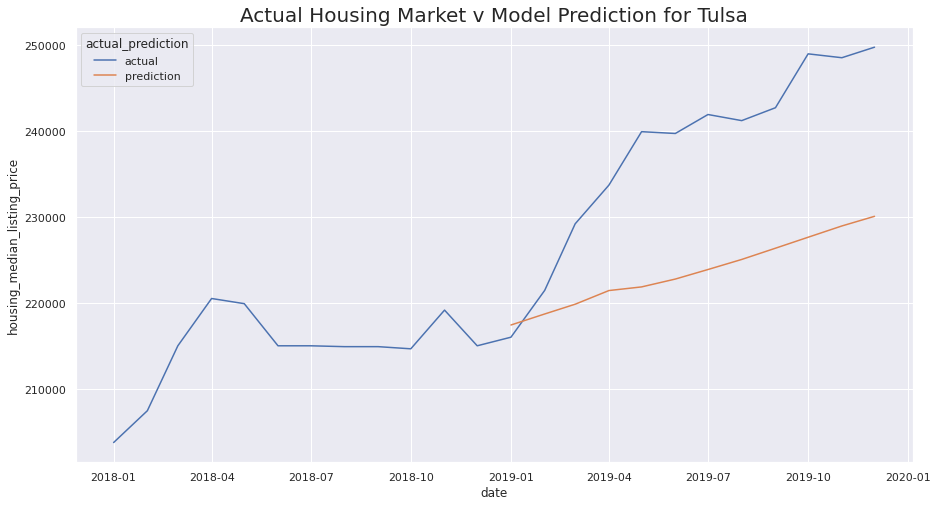 Actual Housing Market v Model Prediction for Tulsa
actual_prediction
actual
prediction
housing_median_listing_price
250000
240000
230000
220000
210000
2018-01
2018-04
2018-07
2018-10
2019-01
2019-04
2019-07
2019-10
2020-01
date